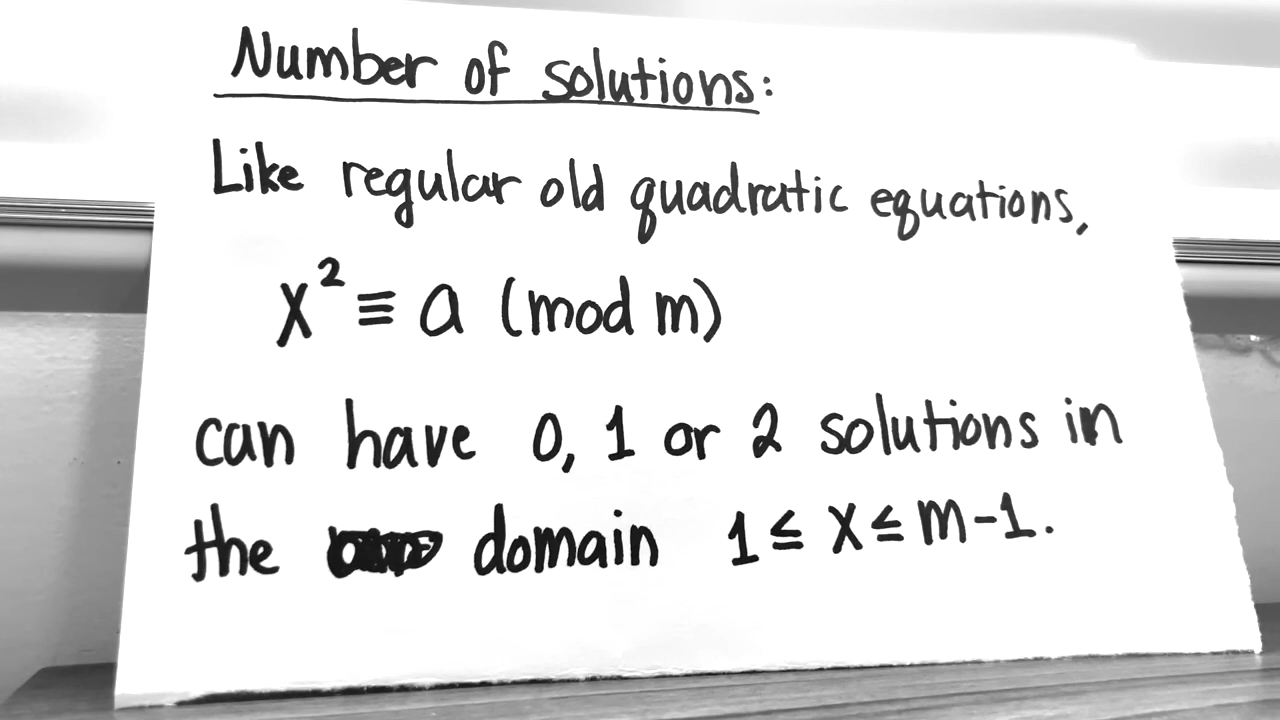 Number of solutions:
Like regular old quadratic equations,
x² ≡ a (mod m)
can have 0, 1 or 2 solutions in
the domain 1 ≤ x ≤ m-1.